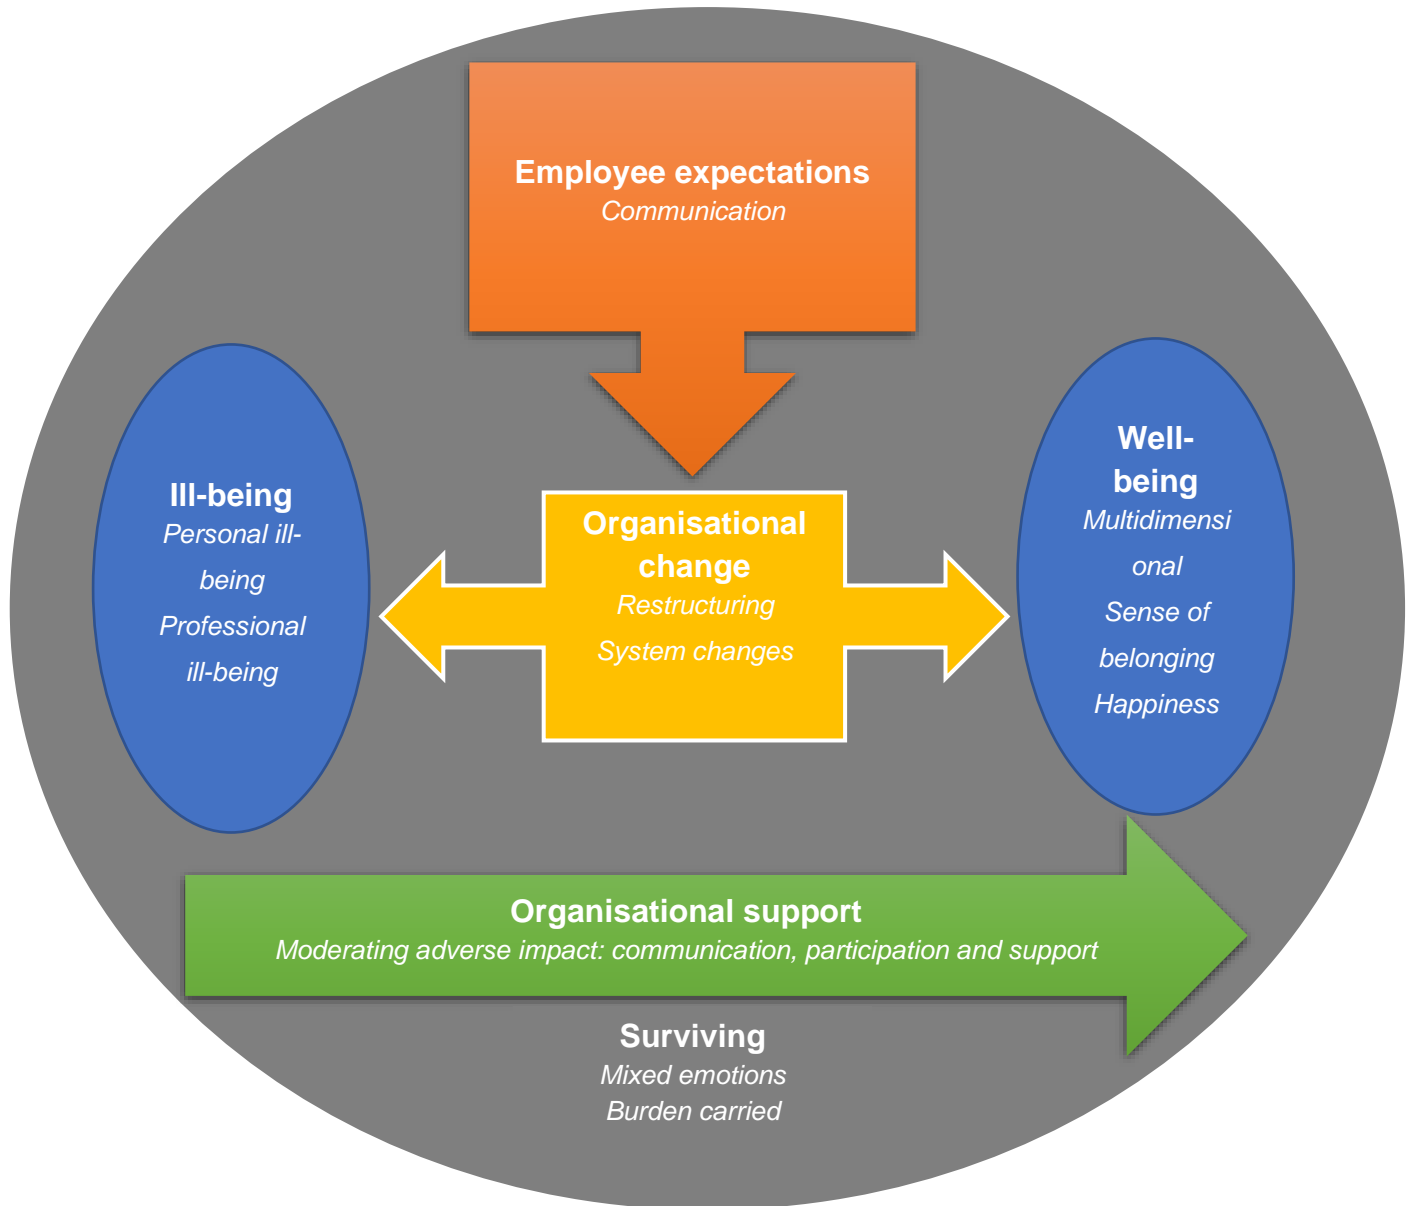 Employee expectations
Communication
Ill-being
Personal ill-
being
Professional
ill-being
Organisational
change
Restructuring
System changes
Well-
being
Multidimensi
onal
Sense of
belonging
Happiness
Organisational support
Moderating adverse impact: communication, participation and support
Surviving
Mixed emotions
Burden carried